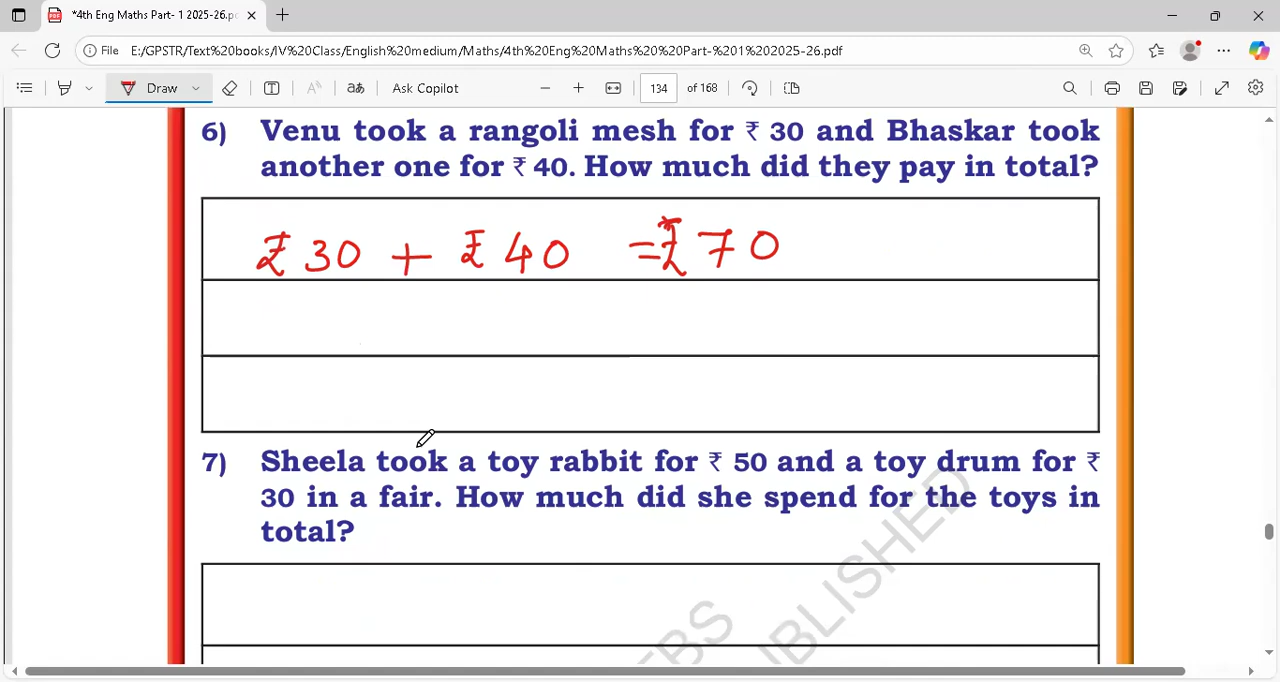 *4th Eng Maths Part- 1 2025-26.p
File E:/GPSTR/Text%20books/IV%20Class/English%20medium/Maths/4th%20Eng%20Maths%20%20Part-%201%202025-26.pdf
Draw aあ Ask Copilot 134 of 168
6) Venu took a rangoli mesh for ₹ 30 and Bhaskar took
another one for ₹ 40. How much did they pay in total?
₹ 30 + ₹ 40 = ₹ 70
7) Sheela took a toy rabbit for ₹ 50 and a toy drum for ₹
30 in a fair. How much did she spend for the toys in
total?